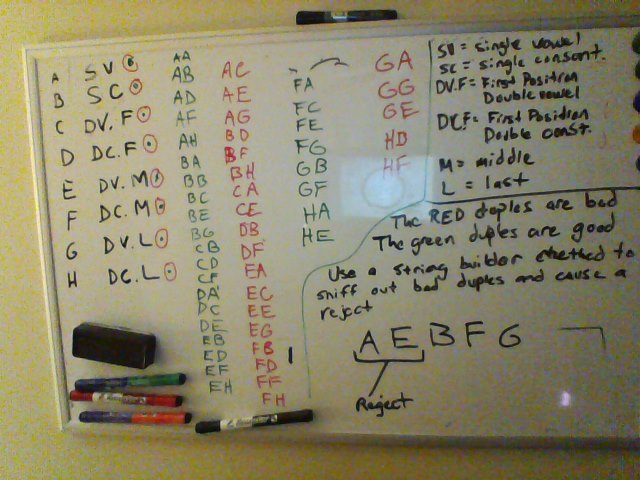 A SV
B SC
C DV.F
D DC.F
E DV.M
F DC.M
G DV.L
H DC.L
AA
AB
AD
AF
AH
BA
BB
BC
BE
BG
CB
CD
CF
DA
DC
DE
EB
ED
EF
EH
AC
AE
AG
BD
BF
BH
CA
CE
DB
DF
EA
EC
EE
EG
FB
FD
FF
FH
FA
FC
FE
FG
GB
GF
HA
HE
GA
GG
GE
HD
HF
SV = single vowel
SC = single consont.
DV.F = First Position
Double vowel
DC.F = First Position
Double const.
M = middle
L = last
The RED duples are bad
The green duples are good
Use a string builder method to
sniff out bad duples and cause a
reject
AEBFG
Reject